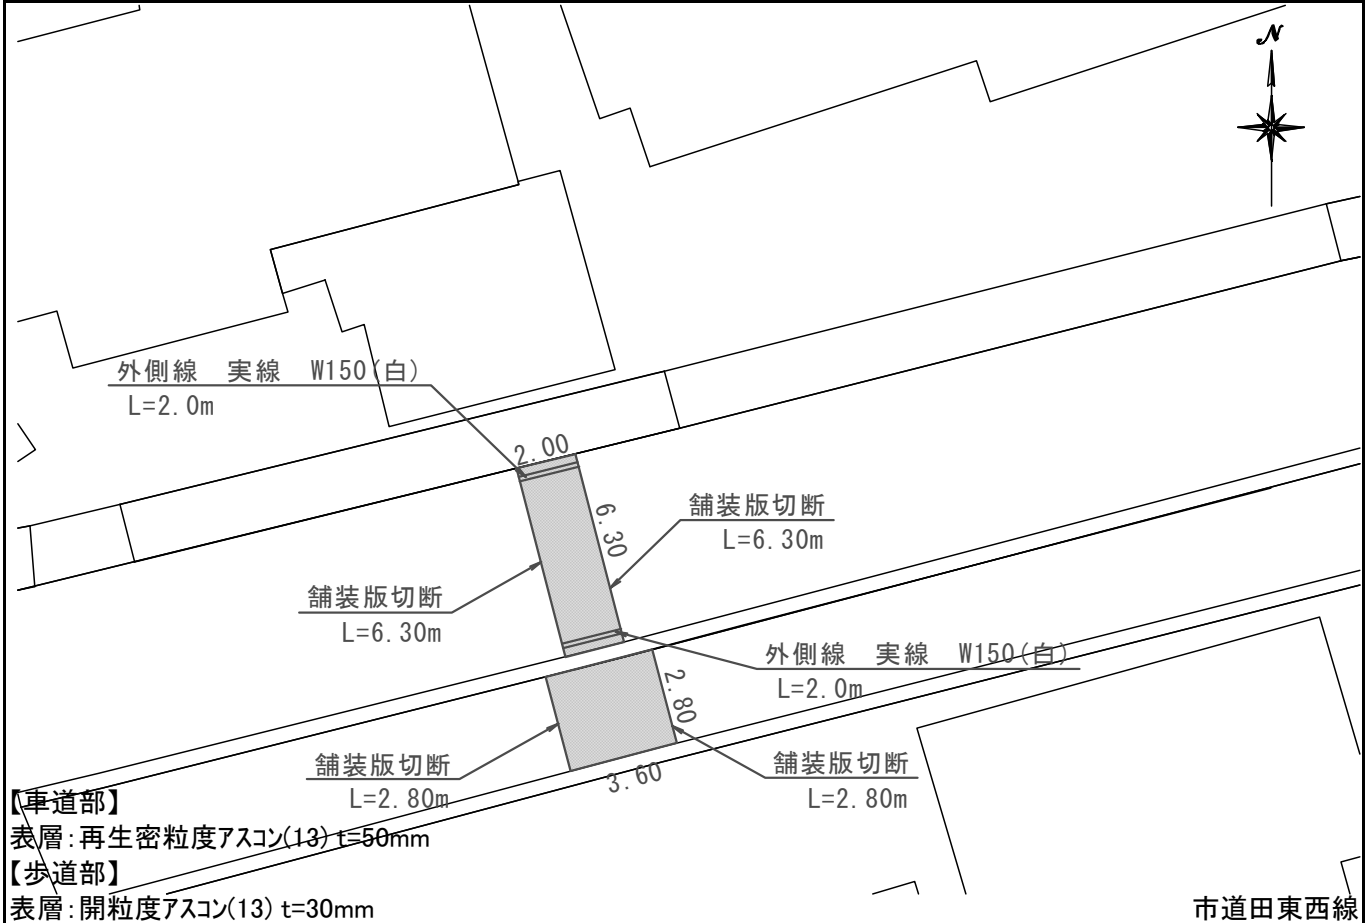 N
外側線 実線 W150(白)
L=2.0m
2.00
6.30
舗装版切断
L=6.30m
舗装版切断
L=6.30m
外側線 実線 W150(白)
L=2.0m
2.80
舗装版切断
L=2.80m
舗装版切断
L=2.80m
3.60
【車道部】
表層:再生密粒度アスコン(13) t=50mm
【歩道部】
表層:開粒度アスコン(13) t=30mm
市道田東西線